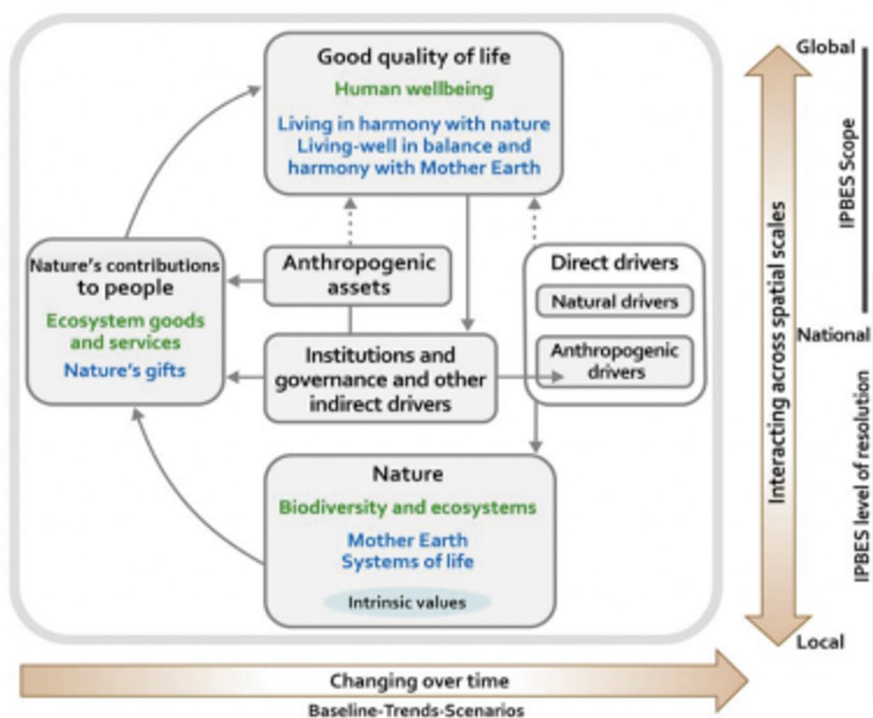 Good quality of life
Human wellbeing
Living in harmony with nature
Living-well in balance and
harmony with Mother Earth
Nature's contributions
to people
Ecosystem goods
and services
Nature's gifts
Anthropogenic
assets
Institutions and
governance and other
indirect drivers
Direct drivers
Natural drivers
Anthropogenic
drivers
Nature
Biodiversity and ecosystems
Mother Earth
Systems of life
Intrinsic values
Changing over time
Baseline-Trends-Scenarios
Interacting across spatial scales
Global
National
Local
IPBES Scope
IPBES level of resolution